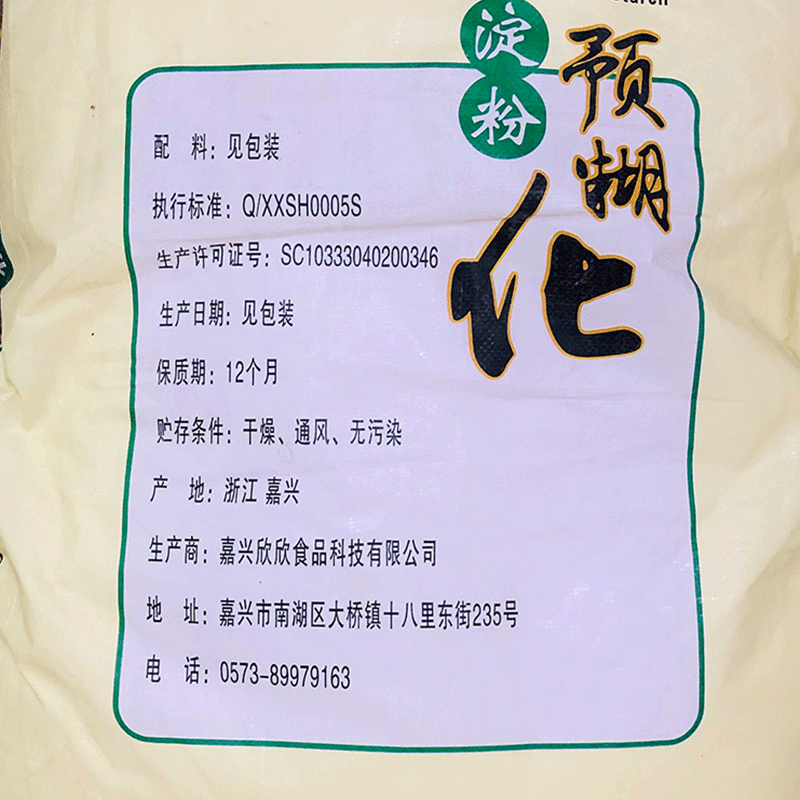 淀粉
预糊化
配 料：见包装
执行标准：Q/XXSH0005S
生产许可证号：SC10333040200346
生产日期：见包装
保质期：12个月
贮存条件：干燥、通风、无污染
产 地：浙江 嘉兴
生产商：嘉兴欣欣食品科技有限公司
地 址：嘉兴市南湖区大桥镇十八里东街235号
电 话：0573-89979163